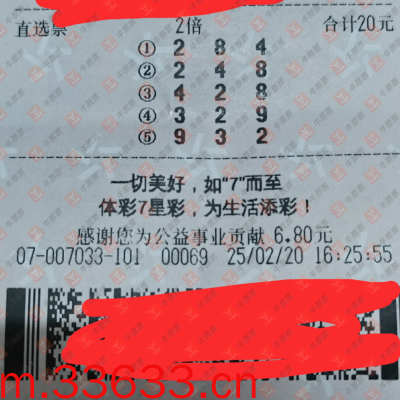 直选票 2倍 合计20元
① 2 8 4
② 2 4 8
③ 4 2 8
④ 3 2 9
⑤ 9 3 2
一切美好，如“7”而至
体彩7星彩，为生活添彩！
感谢您为公益事业贡献 6.80元
07-007033-101 00069 25/02/20 16:25:55
m.33633.cn